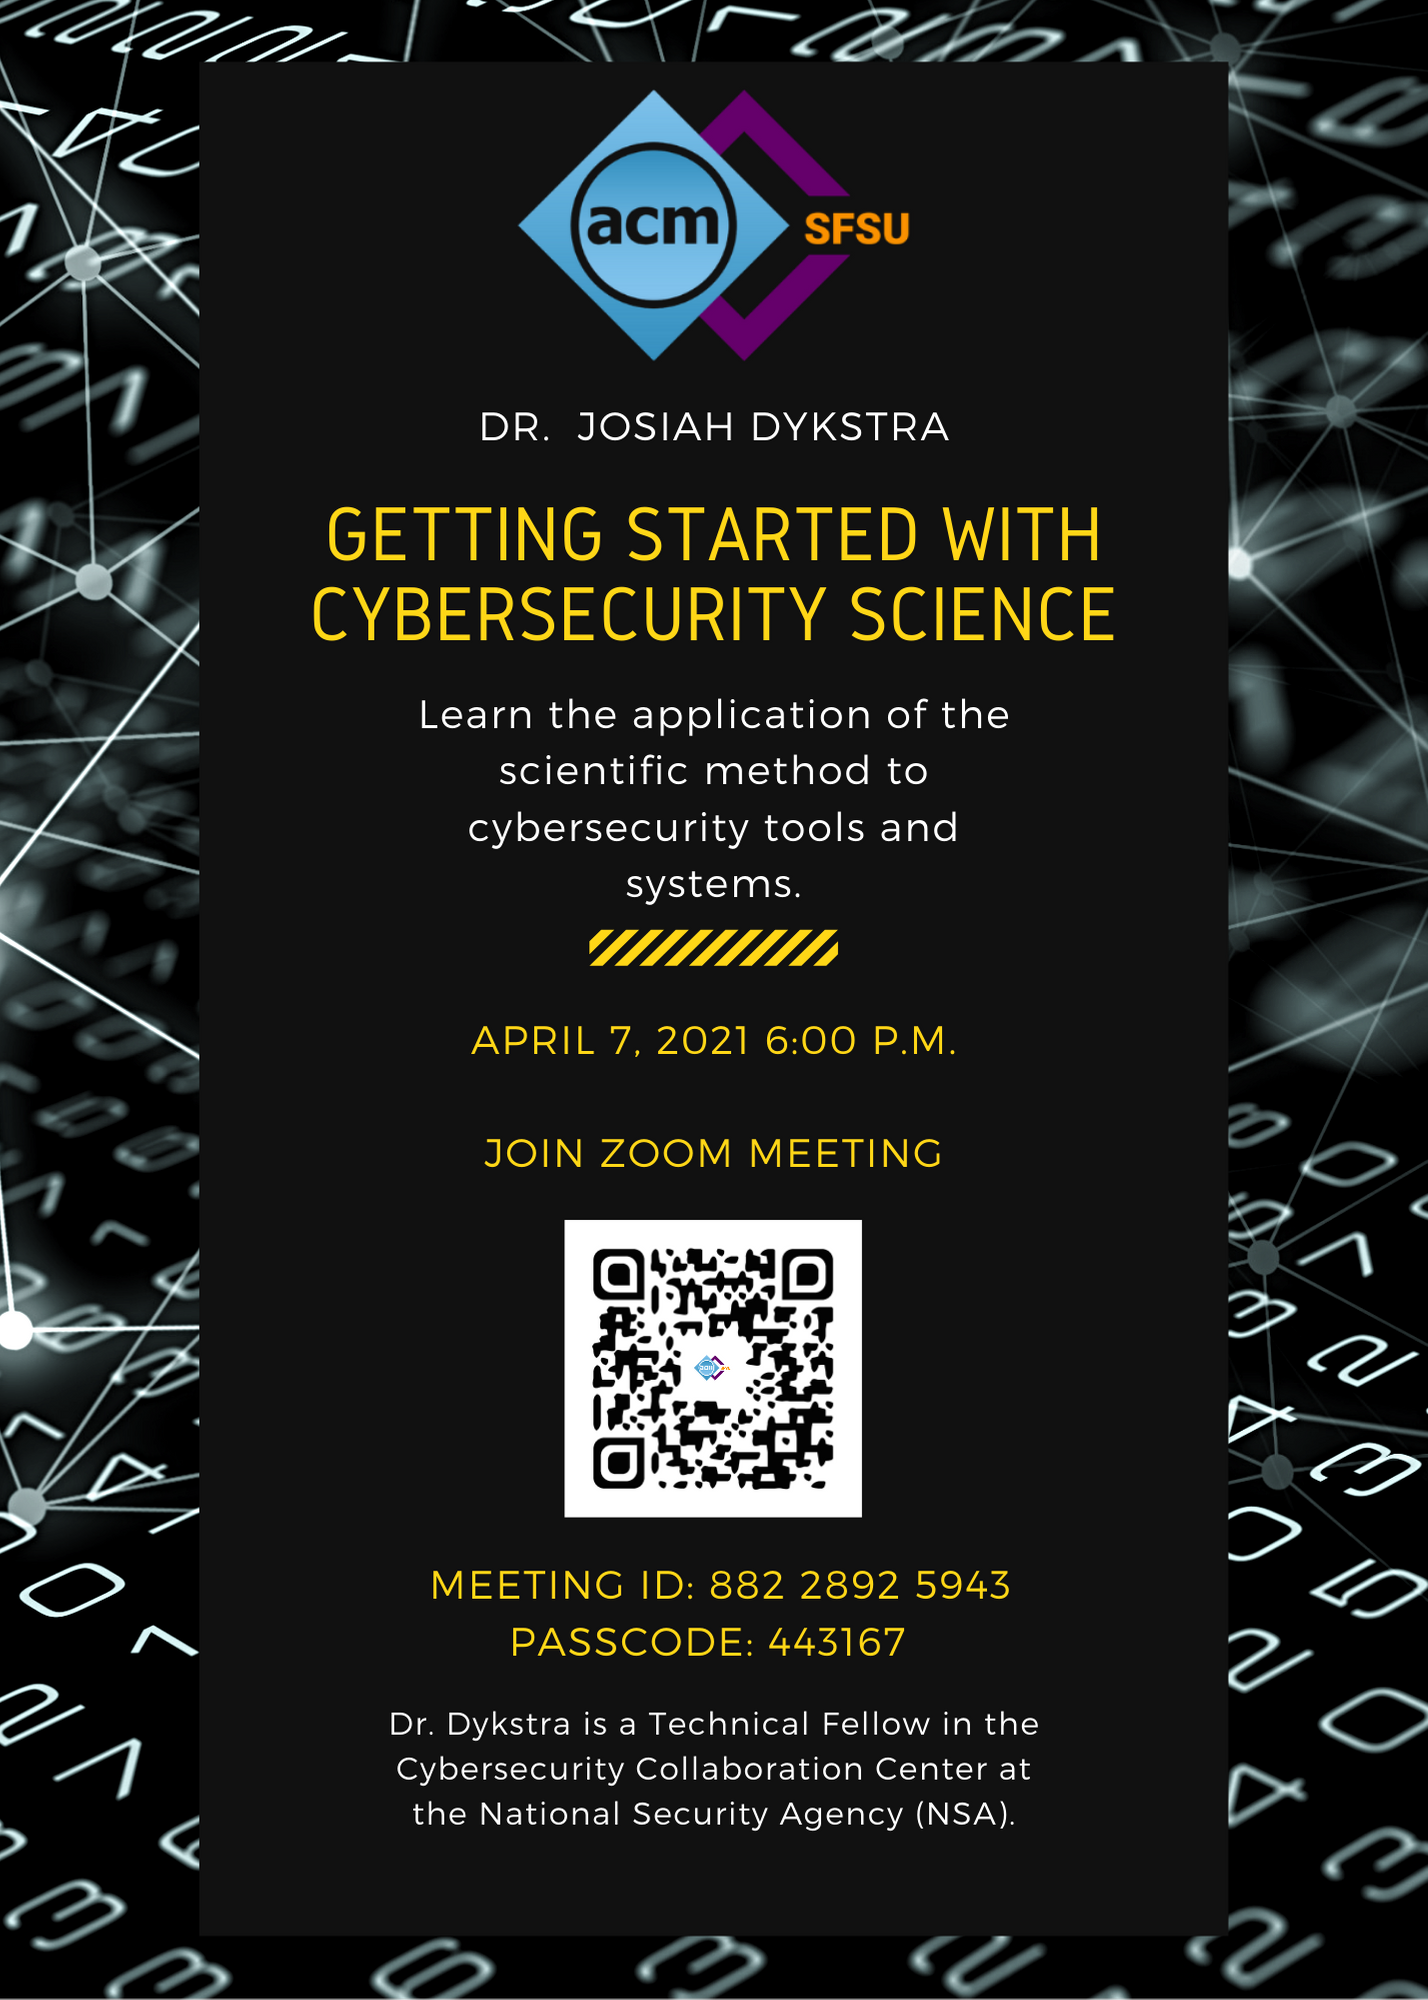 acm
SFSU
DR. JOSIAH DYKSTRA
GETTING STARTED WITH
CYBERSECURITY SCIENCE
Learn the application of the
scientific method to
cybersecurity tools and
systems.
APRIL 7, 2021 6:00 P.M.
JOIN ZOOM MEETING
acm
MEETING ID: 882 2892 5943
PASSCODE: 443167
Dr. Dykstra is a Technical Fellow in the
Cybersecurity Collaboration Center at
the National Security Agency (NSA).